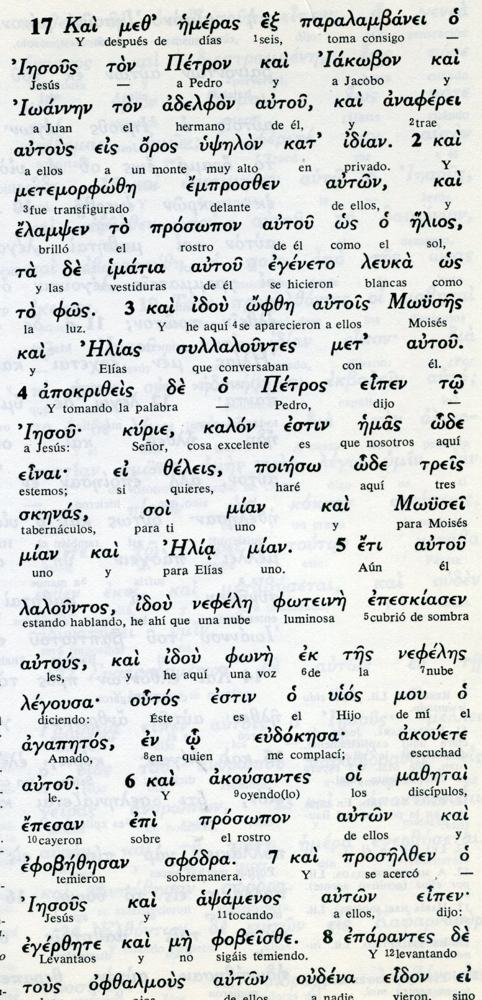 17 Καὶ μεθ’ ἡμέρας ἓξ παραλαμβάνει ὁ
Y después de días ¹seis, toma consigo —
’Ιησοῦς τὸν Πέτρον καὶ ’Ιάκωβον καὶ
Jesús — a Pedro y a Jacobo y
’Ιωάννην τὸν ἀδελφὸν αὐτοῦ, καὶ ἀναφέρει
a Juan el hermano de él, y ²trae
αὐτοὺς εἰς ὄρος ὑψηλὸν κατ’ ἰδίαν. 2 καὶ
a ellos a un monte muy alto en privado. Y
μετεμορφώθη ἔμπροσθεν αὐτῶν, καὶ
³fue transfigurado delante de ellos, y
ἔλαμψεν τὸ πρόσωπον αὐτοῦ ὡς ὁ ἥλιος,
brilló el rostro de él como el sol,
τὰ δὲ ἱμάτια αὐτοῦ ἐγένετο λευκὰ ὡς
y las vestiduras de él se hicieron blancas como
τὸ φῶς. 3 καὶ ἰδοὺ ὤφθη αὐτοῖς Μωϋσῆς
la luz. Y he aquí ⁴se aparecieron a ellos Moisés
καὶ ’Ηλίας συλλαλοῦντες μετ’ αὐτοῦ.
y Elías que conversaban con él.
4 ἀποκριθεὶς δὲ ὁ Πέτρος εἶπεν τῷ
Y tomando la palabra — Pedro, dijo —
’Ιησοῦ· κύριε, καλόν ἐστιν ἡμᾶς ὧδε
a Jesús: Señor, cosa excelente es que nosotros aquí
εἶναι· εἰ θέλεις, ποιήσω ὧδε τρεῖς
estemos; si quieres, haré aquí tres
σκηνάς, σοὶ μίαν καὶ Μωϋσεῖ
tabernáculos, para ti uno y para Moisés
μίαν καὶ ’Ηλίᾳ μίαν. 5 ἔτι αὐτοῦ
uno y para Elías uno. Aún él
λαλοῦντος, ἰδοὺ νεφέλη φωτεινὴ ἐπεσκίασεν
estando hablando, he ahí que una nube luminosa ⁵cubrió de sombra
αὐτούς, καὶ ἰδοὺ φωνὴ ἐκ τῆς νεφέλης
les, y he aquí una voz ⁶de la ⁷nube
λέγουσα· οὗτός ἐστιν ὁ υἱός μου ὁ
diciendo: Éste es el Hijo de mí el
ἀγαπητός, ἐν ᾧ εὐδόκησα· ἀκούετε
Amado, ⁸en quien me complací; escuchad
αὐτοῦ. 6 καὶ ἀκούσαντες οἱ μαθηταὶ
le. Y ⁹oyendo(lo) los discípulos,
ἔπεσαν ἐπὶ πρόσωπον αὐτῶν καὶ
¹⁰cayeron sobre el rostro de ellos y
ἐφοβήθησαν σφόδρα. 7 καὶ προσῆλθεν ὁ
temieron sobremanera. Y se acercó —
’Ιησοῦς καὶ ἁψάμενος αὐτῶν εἶπεν·
Jesús y ¹¹tocando a ellos, dijo:
ἐγέρθητε καὶ μὴ φοβεῖσθε. 8 ἐπάραντες δὲ
Levantáos y no sigáis temiendo. Y ¹²levantando
τοὺς ὀφθαλμοὺς αὐτῶν οὐδένα εἶδον εἰ
ojos de ellos a nadie vieron, sino